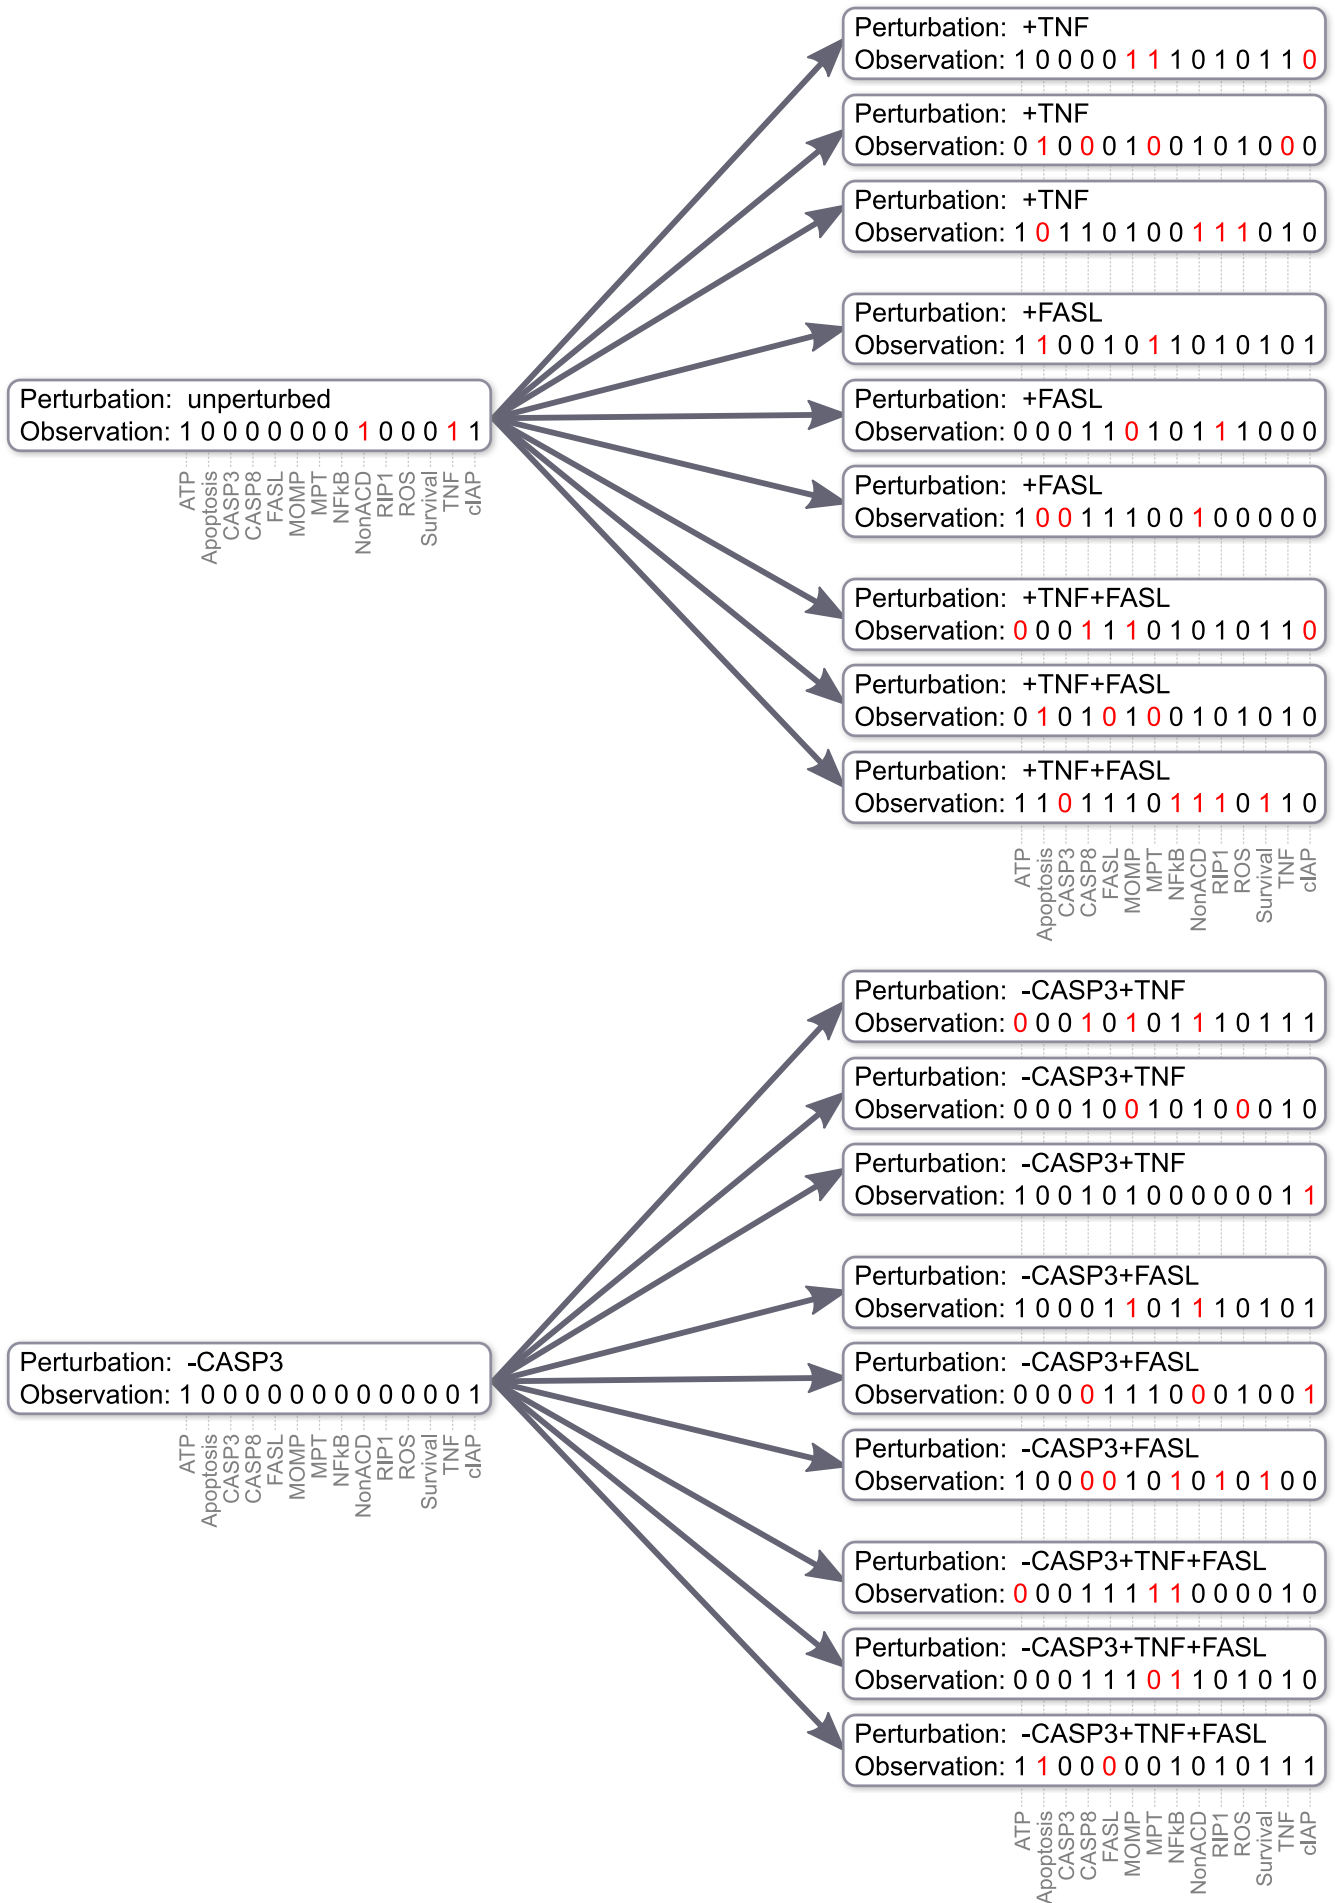 Perturbation: +TNF
Observation: 1 0 0 0 0 1 1 1 0 1 0 1 1 0
Perturbation: +TNF
Observation: 0 1 0 0 0 1 0 0 1 0 1 0 0 0
Perturbation: +TNF
Observation: 1 0 1 1 0 1 0 0 1 1 1 0 1 0
Perturbation: +FASL
Observation: 1 1 0 0 1 0 1 1 0 1 0 1 0 1
Perturbation: unperturbed
Observation: 1 0 0 0 0 0 0 0 1 0 0 0 1 1
ATP
Apoptosis
CASP3
CASP8
FASL
MOMP
MPT
NFkB
NonACD
RIP1
ROS
Survival
TNF
cIAP
Perturbation: +FASL
Observation: 0 0 0 1 1 0 1 0 1 1 1 0 0 0
Perturbation: +FASL
Observation: 1 0 0 1 1 1 0 0 1 0 0 0 0 0
Perturbation: +TNF+FASL
Observation: 0 0 0 1 1 1 0 1 0 1 0 1 1 0
Perturbation: +TNF+FASL
Observation: 0 1 0 1 0 1 0 0 1 0 1 0 1 0
Perturbation: +TNF+FASL
Observation: 1 1 0 1 1 1 0 1 1 1 0 1 1 0
ATP
Apoptosis
CASP3
CASP8
FASL
MOMP
MPT
NFkB
NonACD
RIP1
ROS
Survival
TNF
cIAP
Perturbation: -CASP3+TNF
Observation: 0 0 0 1 0 1 0 1 1 1 0 1 1 1
Perturbation: -CASP3+TNF
Observation: 0 0 0 1 0 0 1 0 1 0 0 0 1 0
Perturbation: -CASP3+TNF
Observation: 1 0 0 1 0 1 0 0 0 0 0 0 1 1
Perturbation: -CASP3+FASL
Observation: 1 0 0 0 1 1 0 1 1 1 0 1 0 1
Perturbation: -CASP3
Observation: 1 0 0 0 0 0 0 0 0 0 0 0 0 1
ATP
Apoptosis
CASP3
CASP8
FASL
MOMP
MPT
NFkB
NonACD
RIP1
ROS
Survival
TNF
cIAP
Perturbation: -CASP3+FASL
Observation: 0 0 0 0 1 1 1 0 0 0 1 0 0 1
Perturbation: -CASP3+FASL
Observation: 1 0 0 0 0 1 0 1 0 1 0 1 0 0
Perturbation: -CASP3+TNF+FASL
Observation: 0 0 0 1 1 1 1 1 0 0 0 0 1 0
Perturbation: -CASP3+TNF+FASL
Observation: 0 0 0 1 1 1 0 1 1 0 1 0 1 0
Perturbation: -CASP3+TNF+FASL
Observation: 1 1 0 0 0 0 0 1 0 1 0 1 1 1
ATP
Apoptosis
CASP3
CASP8
FASL
MOMP
MPT
NFkB
NonACD
RIP1
ROS
Survival
TNF
cIAP